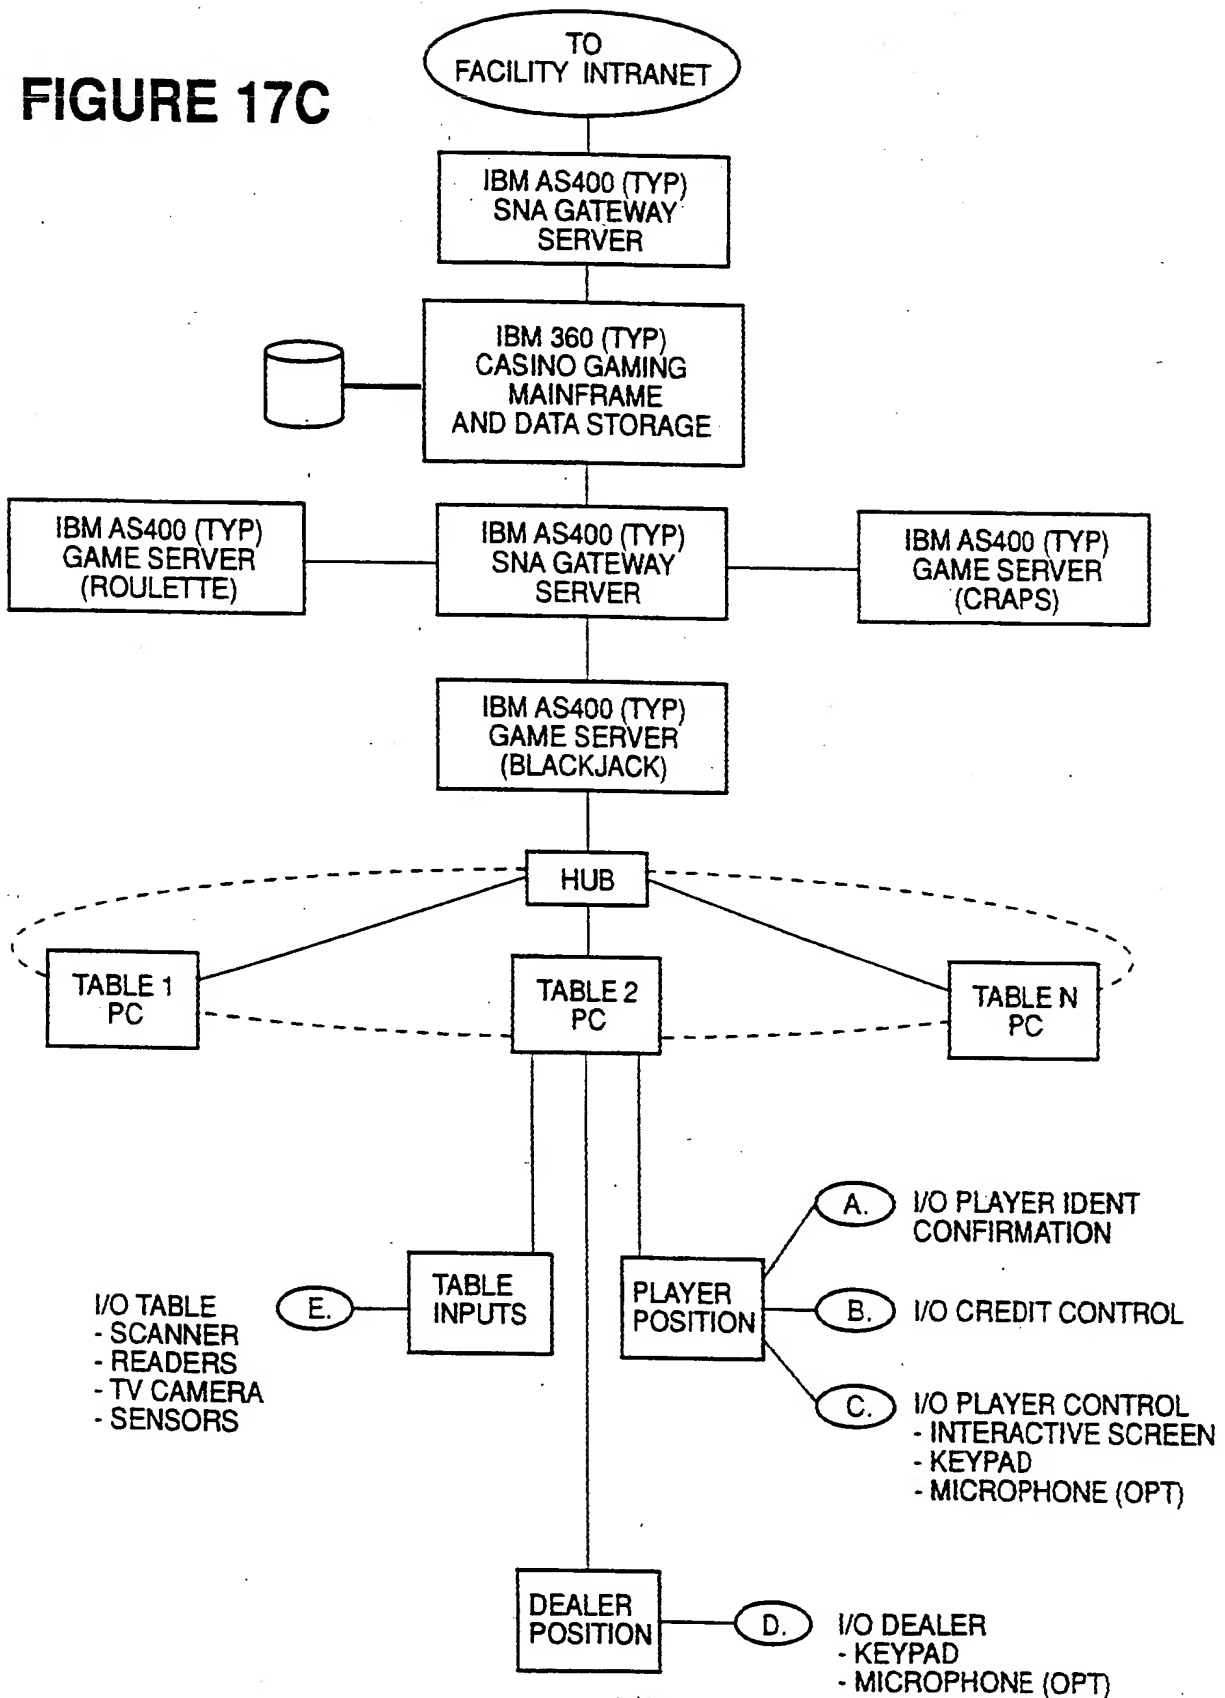 TO
FACILITY INTRANET
FIGURE 17C
IBM AS400 (TYP)
SNA GATEWAY
SERVER
IBM 360 (TYP)
CASINO GAMING
MAINFRAME
AND DATA STORAGE
IBM AS400 (TYP)
GAME SERVER
(ROULETTE)
IBM AS400 (TYP)
SNA GATEWAY
SERVER
IBM AS400 (TYP)
GAME SERVER
(CRAPS)
IBM AS400 (TYP)
GAME SERVER
(BLACKJACK)
HUB
TABLE 1
PC
TABLE 2
PC
TABLE N
PC
A. I/O PLAYER IDENT
CONFIRMATION
TABLE
INPUTS
PLAYER
POSITION
E.
I/O TABLE
- SCANNER
- READERS
- TV CAMERA
- SENSORS
B. I/O CREDIT CONTROL
C. I/O PLAYER CONTROL
- INTERACTIVE SCREEN
- KEYPAD
- MICROPHONE (OPT)
DEALER
POSITION
D. I/O DEALER
- KEYPAD
- MICROPHONE (OPT)